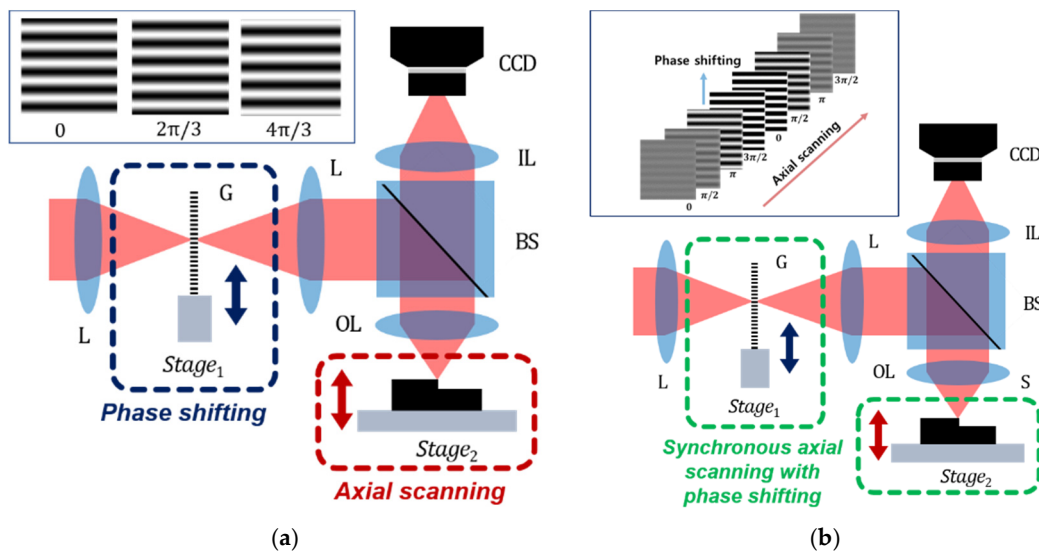 0
2π/3
4π/3
CCD
IL
L
G
BS
L
OL
Stage₁
Phase shifting
Stage₂
Axial scanning
(a)
Phase shifting
3π/2
π
π/2
0
3π/2
π
π/2
0
Axial scanning
CCD
IL
L
G
BS
L
OL
S
Stage₁
Synchronous axial
scanning with
phase shifting
Stage₂
(b)